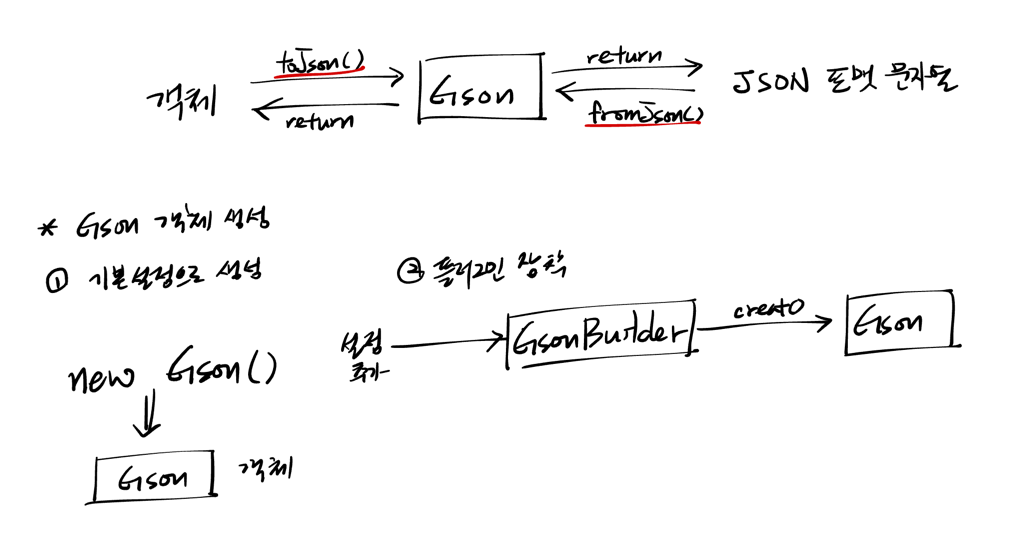 toJson()
return
객체
Gson
JSON 포맷 문자열
return
fromJson()
* Gson 객체 생성
① 기본설정으로 생성
② 플러그인 장착
설정
추가
GsonBuilder
creat()
Gson
new Gson()
Gson 객체